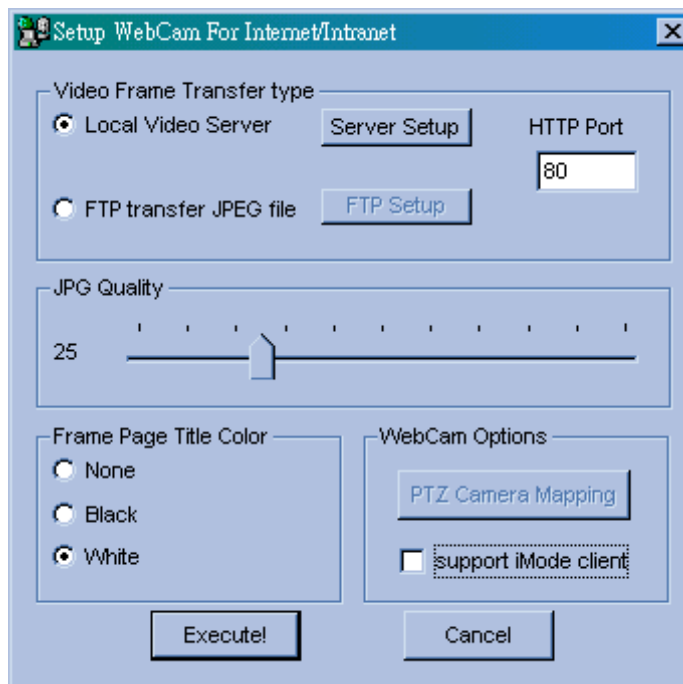 Setup WebCam For Internet/Intranet
Video Frame Transfer type
Local Video Server
Server Setup
HTTP Port
80
FTP transfer JPEG file
FTP Setup
JPG Quality
25
Frame Page Title Color
None
Black
White
WebCam Options
PTZ Camera Mapping
support iMode client
Execute!
Cancel